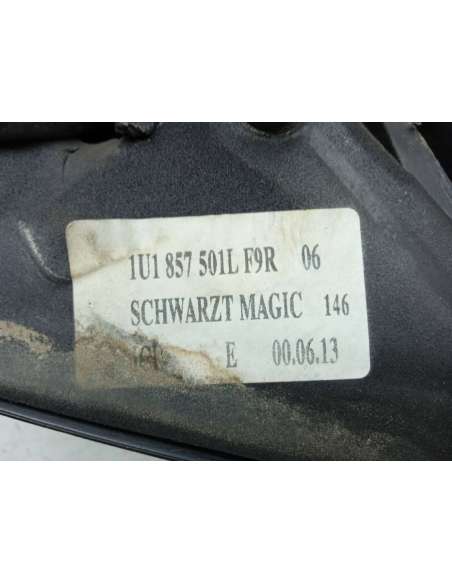 1U1 857 501L F9R 06
SCHWARZT MAGIC 146
E 00.06.13